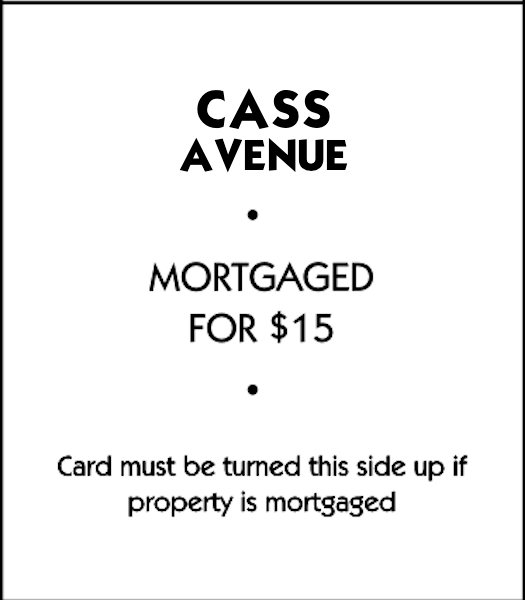 CASS
AVENUE
•
MORTGAGED
FOR $15
•
Card must be turned this side up if
property is mortgaged